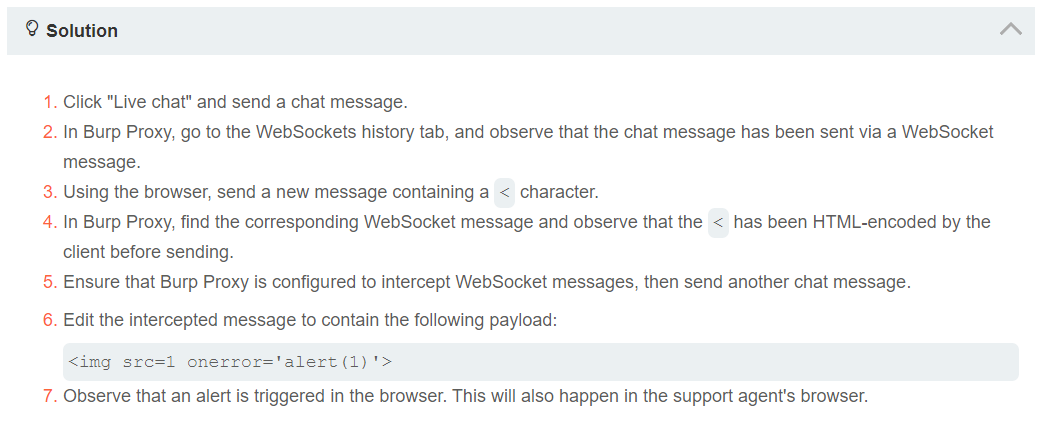 Solution
1. Click "Live chat" and send a chat message.
2. In Burp Proxy, go to the WebSockets history tab, and observe that the chat message has been sent via a WebSocket
message.
3. Using the browser, send a new message containing a < character.
4. In Burp Proxy, find the corresponding WebSocket message and observe that the < has been HTML-encoded by the
client before sending.
5. Ensure that Burp Proxy is configured to intercept WebSocket messages, then send another chat message.
6. Edit the intercepted message to contain the following payload:
<img src=1 onerror='alert(1)'>
7. Observe that an alert is triggered in the browser. This will also happen in the support agent's browser.